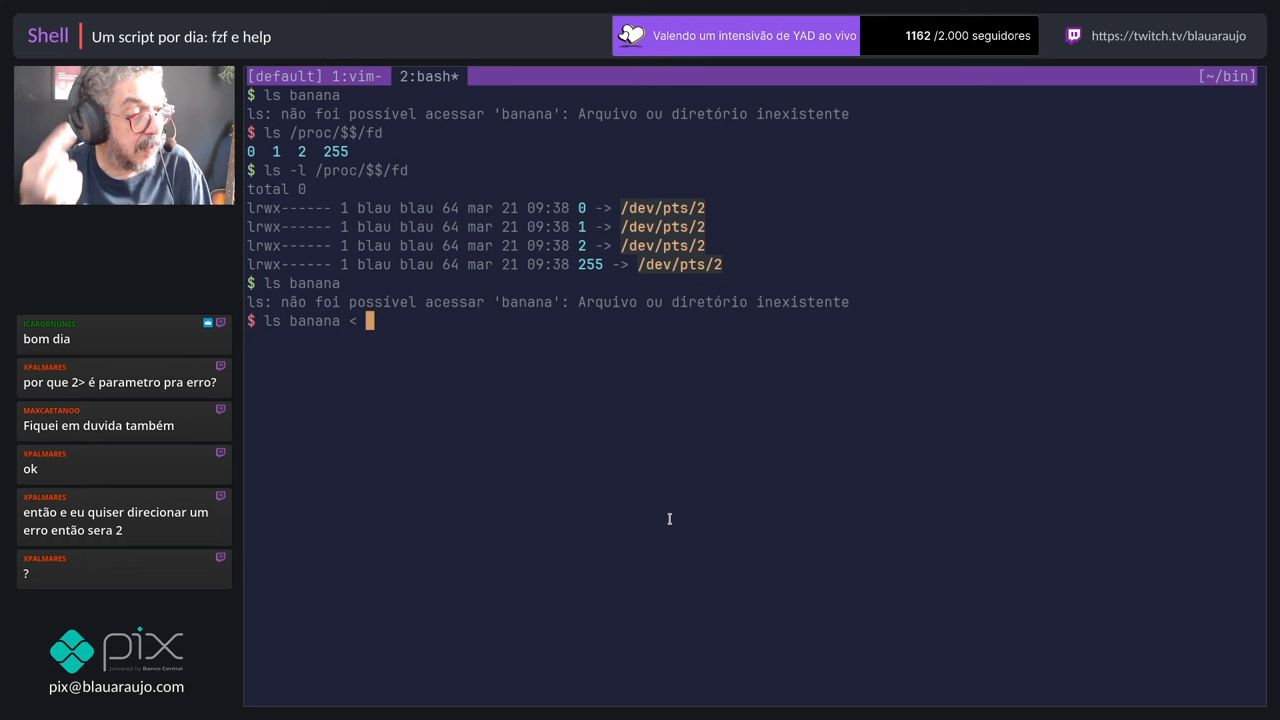 Shell
Um script por dia: fzf e help
Valendo um intensivão de YAD ao vivo
1162 /2.000 seguidores
https://twitch.tv/blauaraujo
[default] 1:vim- 2:bash* [~/bin]
$ ls banana
ls: não foi possível acessar 'banana': Arquivo ou diretório inexistente
$ ls /proc/$$/fd
0 1 2 255
$ ls -l /proc/$$/fd
total 0
lrwx------ 1 blau blau 64 mar 21 09:38 0 -> /dev/pts/2
lrwx------ 1 blau blau 64 mar 21 09:38 1 -> /dev/pts/2
lrwx------ 1 blau blau 64 mar 21 09:38 2 -> /dev/pts/2
lrwx------ 1 blau blau 64 mar 21 09:38 255 -> /dev/pts/2
$ ls banana
ls: não foi possível acessar 'banana': Arquivo ou diretório inexistente
$ ls banana <
ICARORNUNES
bom dia
XPALMARES
por que 2> é parametro pra erro?
MAXCAETANOO
Fiquei em duvida também
XPALMARES
ok
XPALMARES
então e eu quiser direcionar um
erro então sera 2
XPALMARES
?
pix
powered by Banco Central
pix@blauaraujo.com